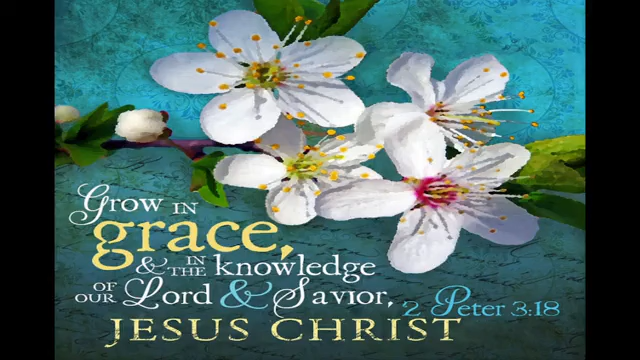 Grow IN
grace,
& IN THE knowledge
OF OUR Lord & Savior,
2 Peter 3:18
JESUS CHRIST